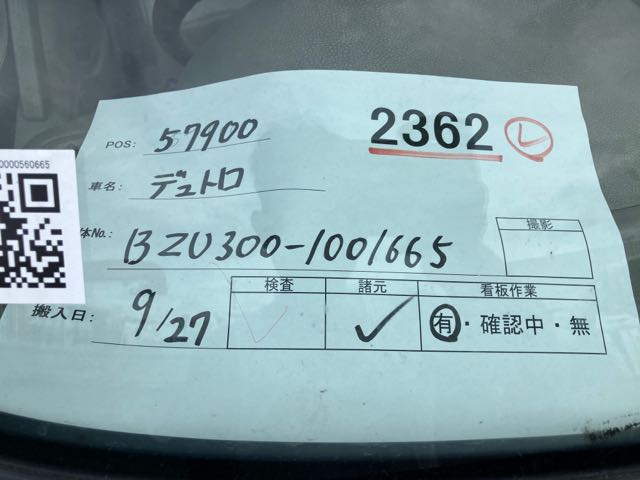 POS: 57900
2362
0000560665
車名: デュトロ
体No. BZU300-1001665
撮影
搬入日: 9/27
検査 諸元 看板作業
有・確認中・無